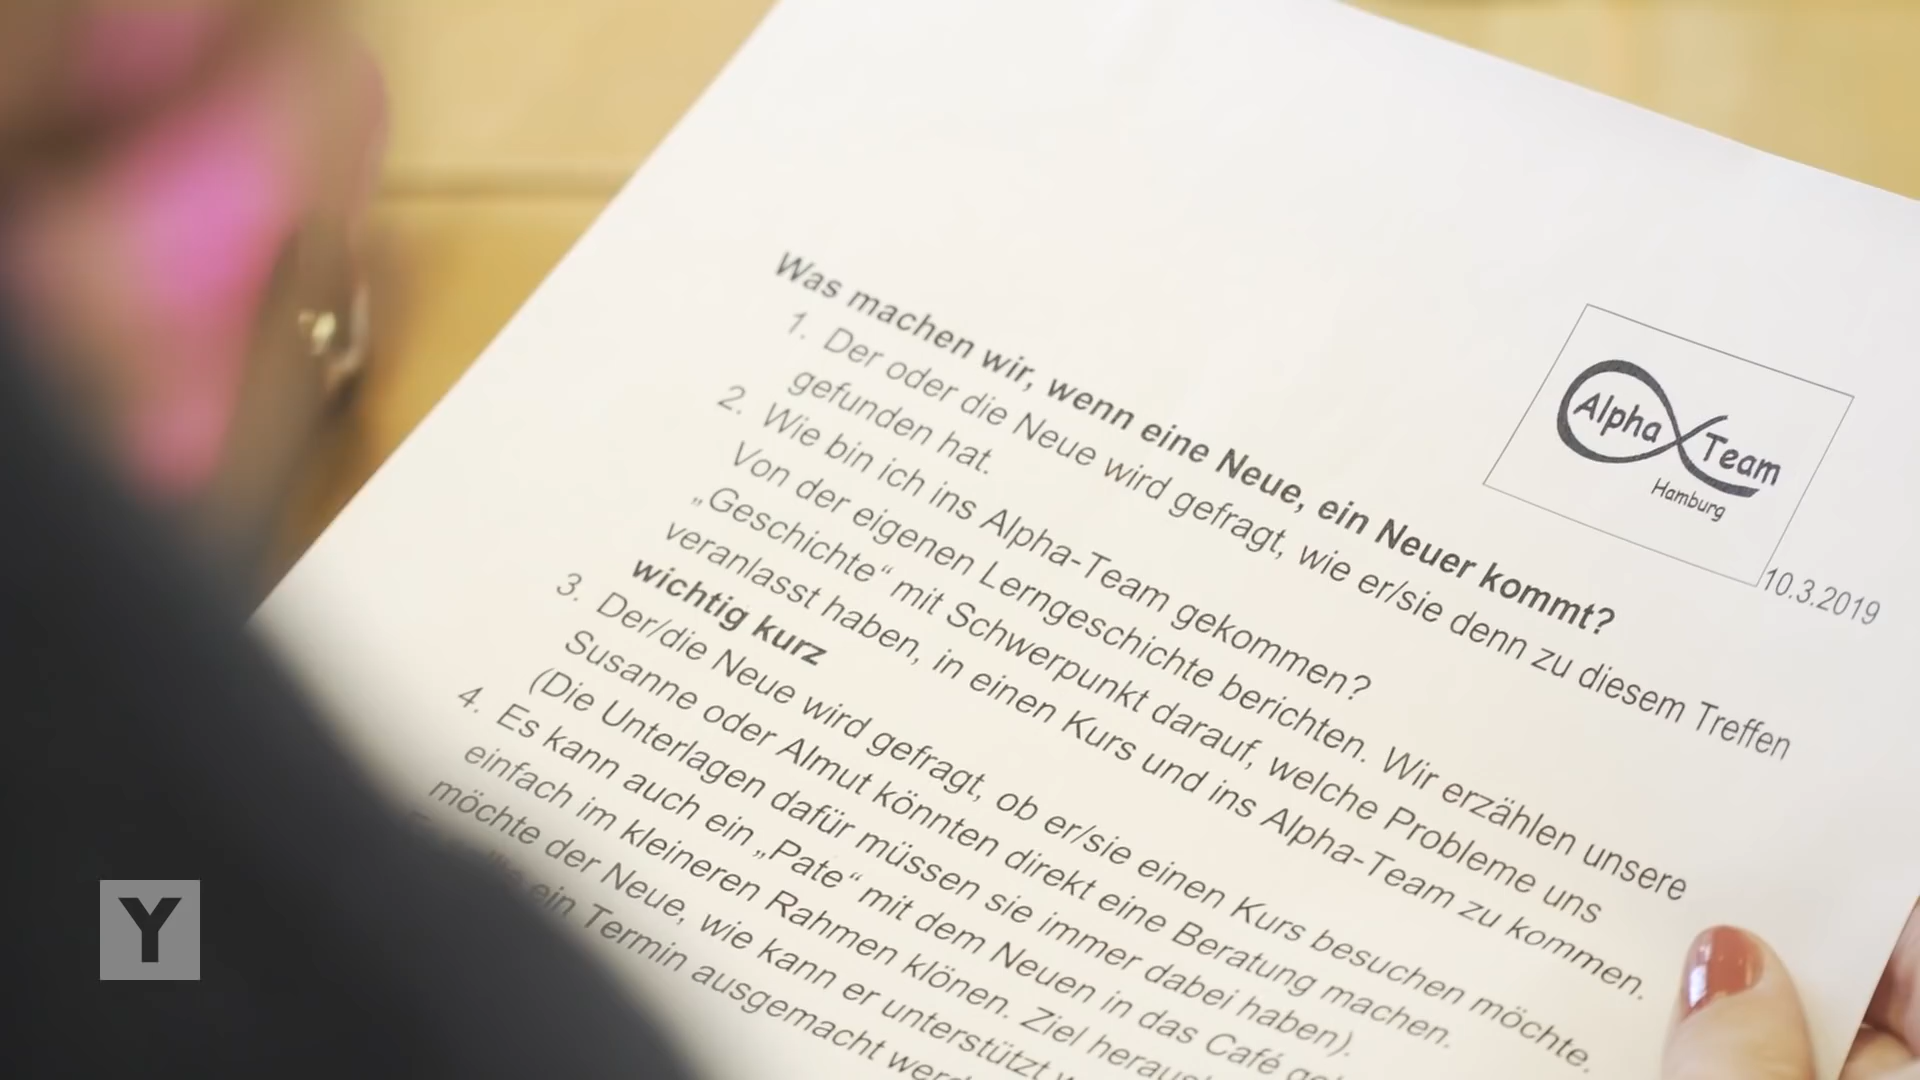 Alpha Team
Hamburg
10.3.2019
Was machen wir, wenn eine Neue, ein Neuer kommt?
1. Der oder die Neue wird gefragt, wie er/sie denn zu diesem Treffen
gefunden hat.
2. Wie bin ich ins Alpha-Team gekommen?
Von der eigenen Lerngeschichte berichten. Wir erzählen unsere
„Geschichte“ mit Schwerpunkt darauf, welche Probleme uns
veranlasst haben, in einen Kurs und ins Alpha-Team zu kommen.
wichtig kurz
3. Der/die Neue wird gefragt, ob er/sie einen Kurs besuchen möchte.
Susanne oder Almut könnten direkt eine Beratung machen.
(Die Unterlagen dafür müssen sie immer dabei haben).
4. Es kann auch ein „Pate“ mit dem Neuen in das Café
einfach im kleineren Rahmen klönen. Ziel
möchte der Neue, wie kann er unterstützt
ein Termin ausgemacht
Y